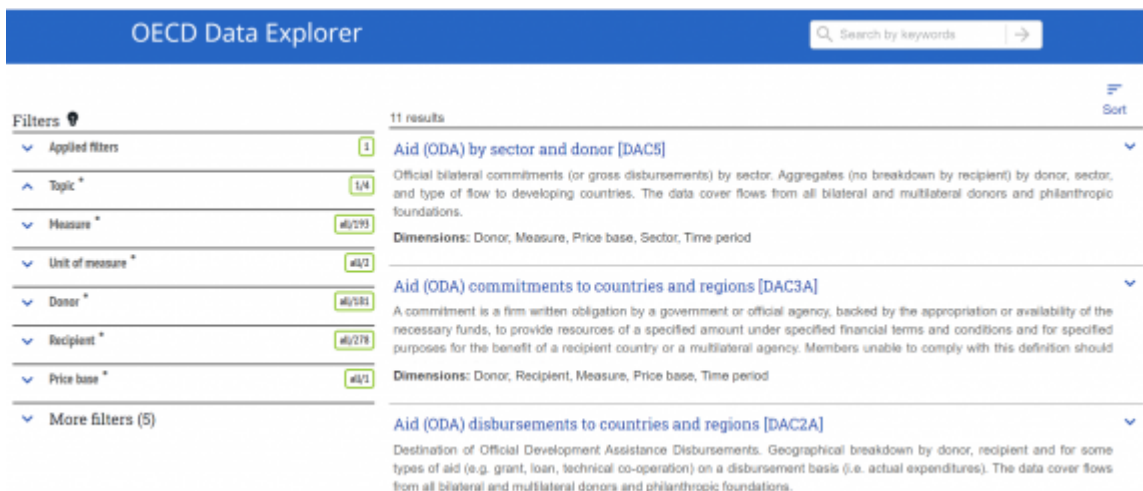 OECD Data Explorer
Search by keywords
Sort
Filters
11 results
Applied filters 1
Topic * 1/4
Measure * all/193
Unit of measure * all/2
Donor * all/181
Recipient * all/278
Price base *
More filters (5)
Aid (ODA) by sector and donor [DAC5]
Official bilateral commitments (or gross disbursements) by sector. Aggregates (no breakdown by recipient) by donor, sector,
and type of flow to developing countries. The data cover flows from all bilateral and multilateral donors and philanthropic
foundations.
Dimensions: Donor, Measure, Price base, Sector, Time period
Aid (ODA) commitments to countries and regions [DAC3A]
A commitment is a firm written obligation by a government or official agency, backed by the appropriation or availability of the
necessary funds, to provide resources of a specified amount under specified financial terms and conditions and for specified
purposes for the benefit of a recipient country or a multilateral agency. Members unable to comply with this definition should
Dimensions: Donor, Recipient, Measure, Price base, Time period
Aid (ODA) disbursements to countries and regions [DAC2A]
Destination of Official Development Assistance Disbursements. Geographical breakdown by donor, recipient and for some
types of aid (e.g. grant, loan, technical co-operation) on a disbursement basis (i.e. actual expenditures). The data cover flows
from all bilateral and multilateral donors and philanthropic foundations.